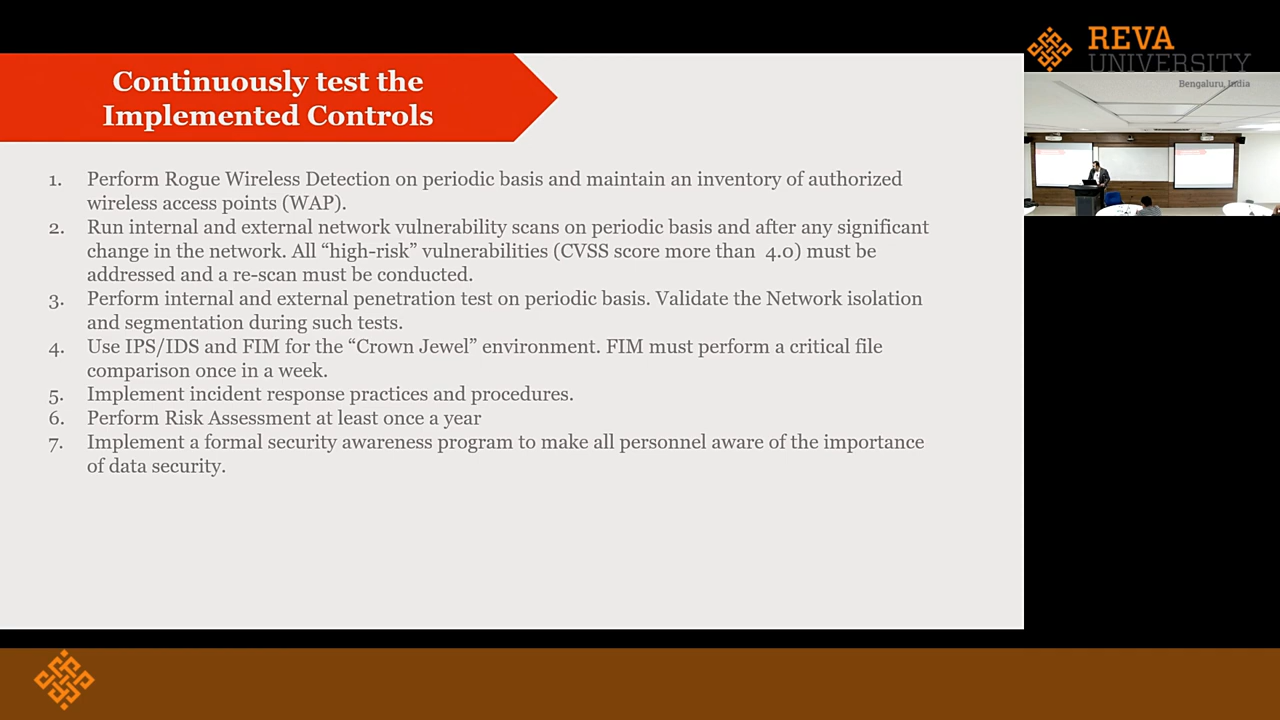 Continuously test the
Implemented Controls
REVA
UNIVERSITY
Bengaluru, India
1. Perform Rogue Wireless Detection on periodic basis and maintain an inventory of authorized
wireless access points (WAP).
2. Run internal and external network vulnerability scans on periodic basis and after any significant
change in the network. All “high-risk” vulnerabilities (CVSS score more than 4.0) must be
addressed and a re-scan must be conducted.
3. Perform internal and external penetration test on periodic basis. Validate the Network isolation
and segmentation during such tests.
4. Use IPS/IDS and FIM for the “Crown Jewel” environment. FIM must perform a critical file
comparison once in a week.
5. Implement incident response practices and procedures.
6. Perform Risk Assessment at least once a year
7. Implement a formal security awareness program to make all personnel aware of the importance
of data security.